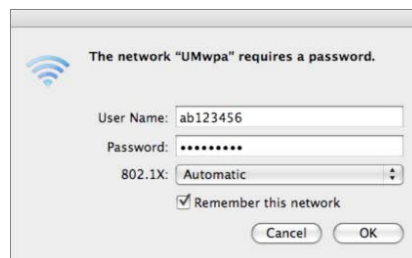 The network “UMwpa” requires a password.
User Name: ab123456
Password: •••••••••
802.1X: Automatic
Remember this network
Cancel OK